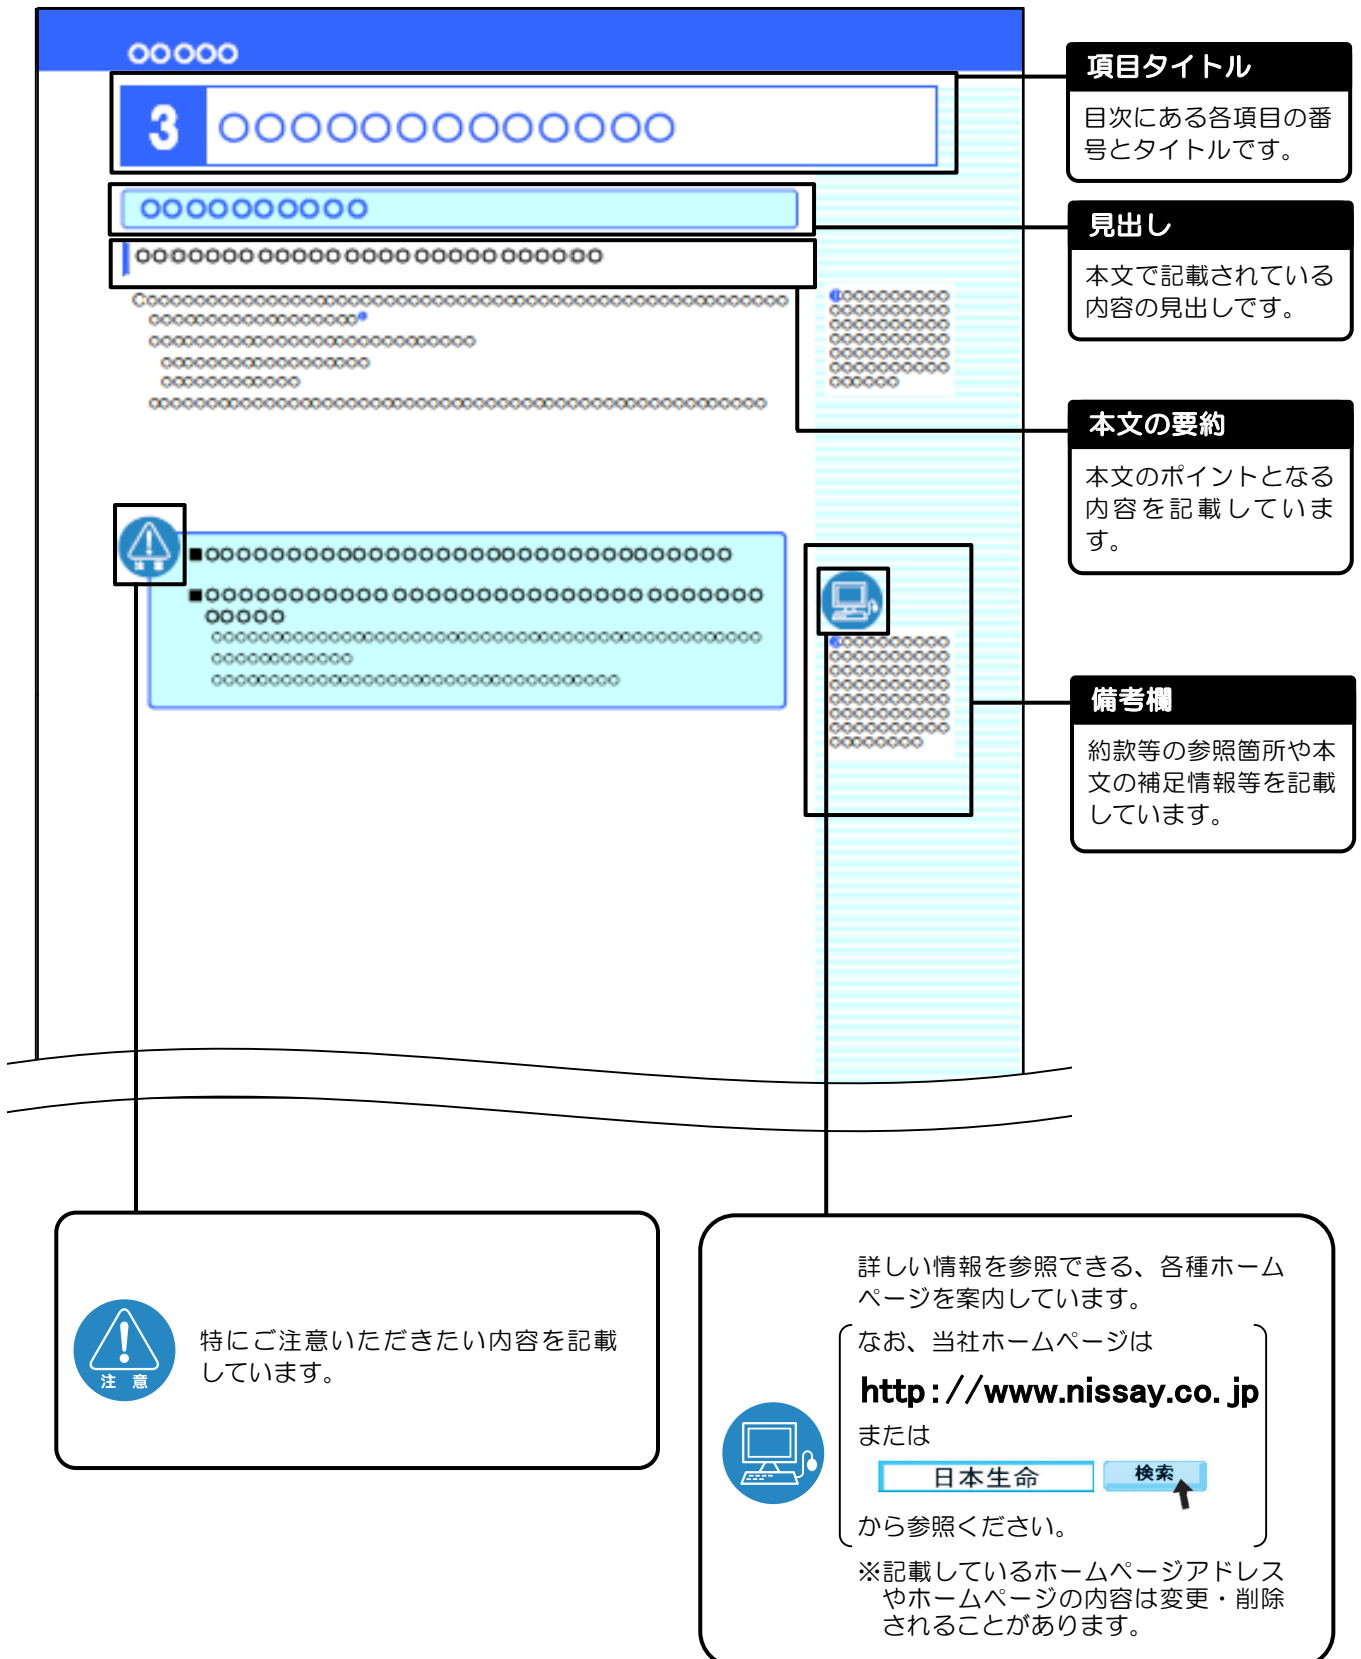 ○○○○○
3 ○○○○○○○○○○○○○
○○○○○○○○○○
項目タイトル
目次にある各項目の番
号とタイトルです。
見出し
本文で記載されている
内容の見出しです。
本文の要約
本文のポイントとなる
内容を記載していま
す。
備考欄
約款等の参照箇所や本
文の補足情報等を記載
しています。
注 意
特にご注意いただきたい内容を記載
しています。
詳しい情報を参照できる、各種ホーム
ページを案内しています。
なお、当社ホームページは
http://www.nissay.co.jp
または
日本生命 検索
から参照ください。
※記載しているホームページアドレス
やホームページの内容は変更・削除
されることがあります。